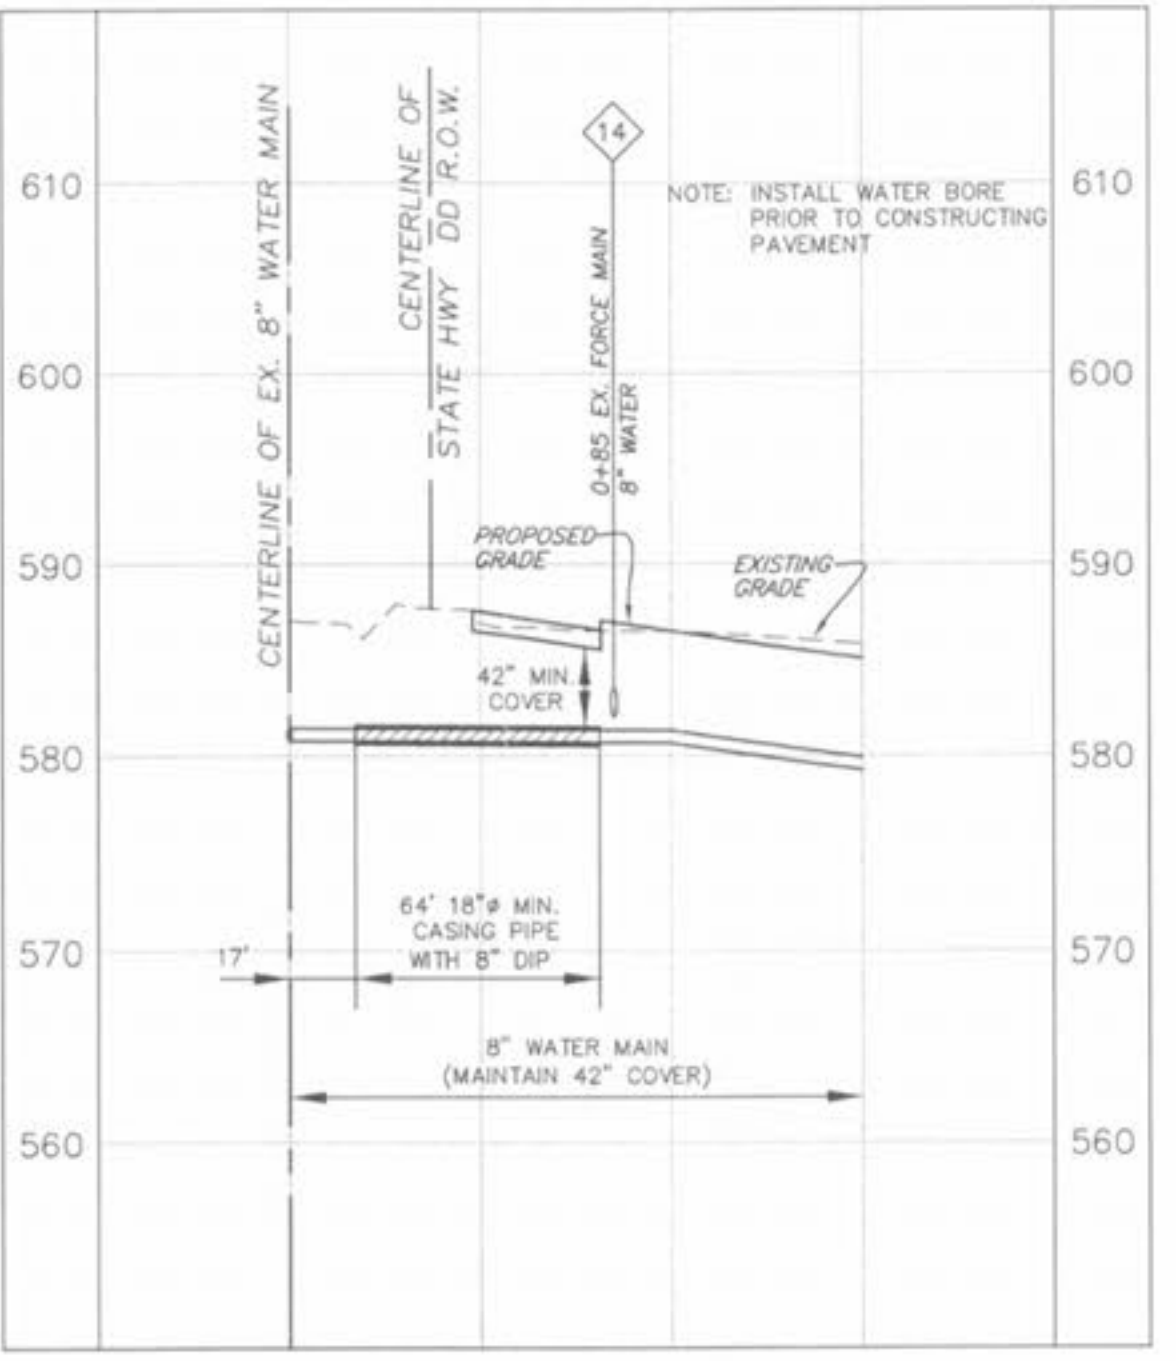 CENTERLINE OF EX. 8" WATER MAIN
CENTERLINE OF
STATE HWY DD R.O.W.
14
0+85 EX. FORCE MAIN
8" WATER
NOTE: INSTALL WATER BORE
PRIOR TO CONSTRUCTING
PAVEMENT
610
610
600
600
590
590
PROPOSED
GRADE
EXISTING
GRADE
42" MIN.
COVER
580
580
64' 18"ø MIN.
CASING PIPE
WITH 8" DIP
17'
570
570
8" WATER MAIN
(MAINTAIN 42" COVER)
560
560